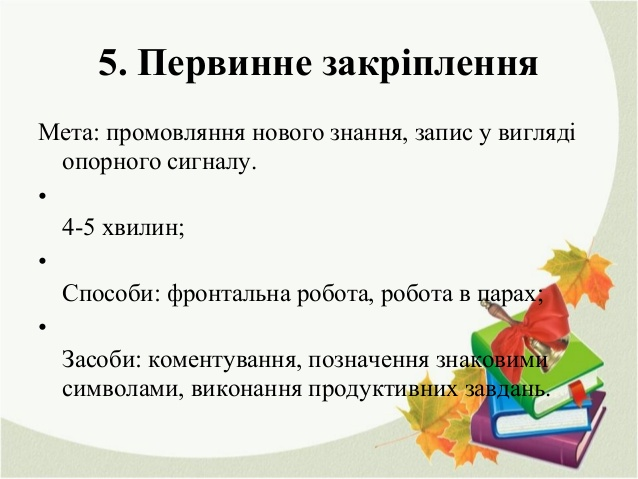 5. Первинне закріплення
Мета: промовляння нового знання, запис у вигляді
опорного сигналу.
•
4-5 хвилин;
•
Способи: фронтальна робота, робота в парах;
•
Засоби: коментування, позначення знаковими
символами, виконання продуктивних завдань.